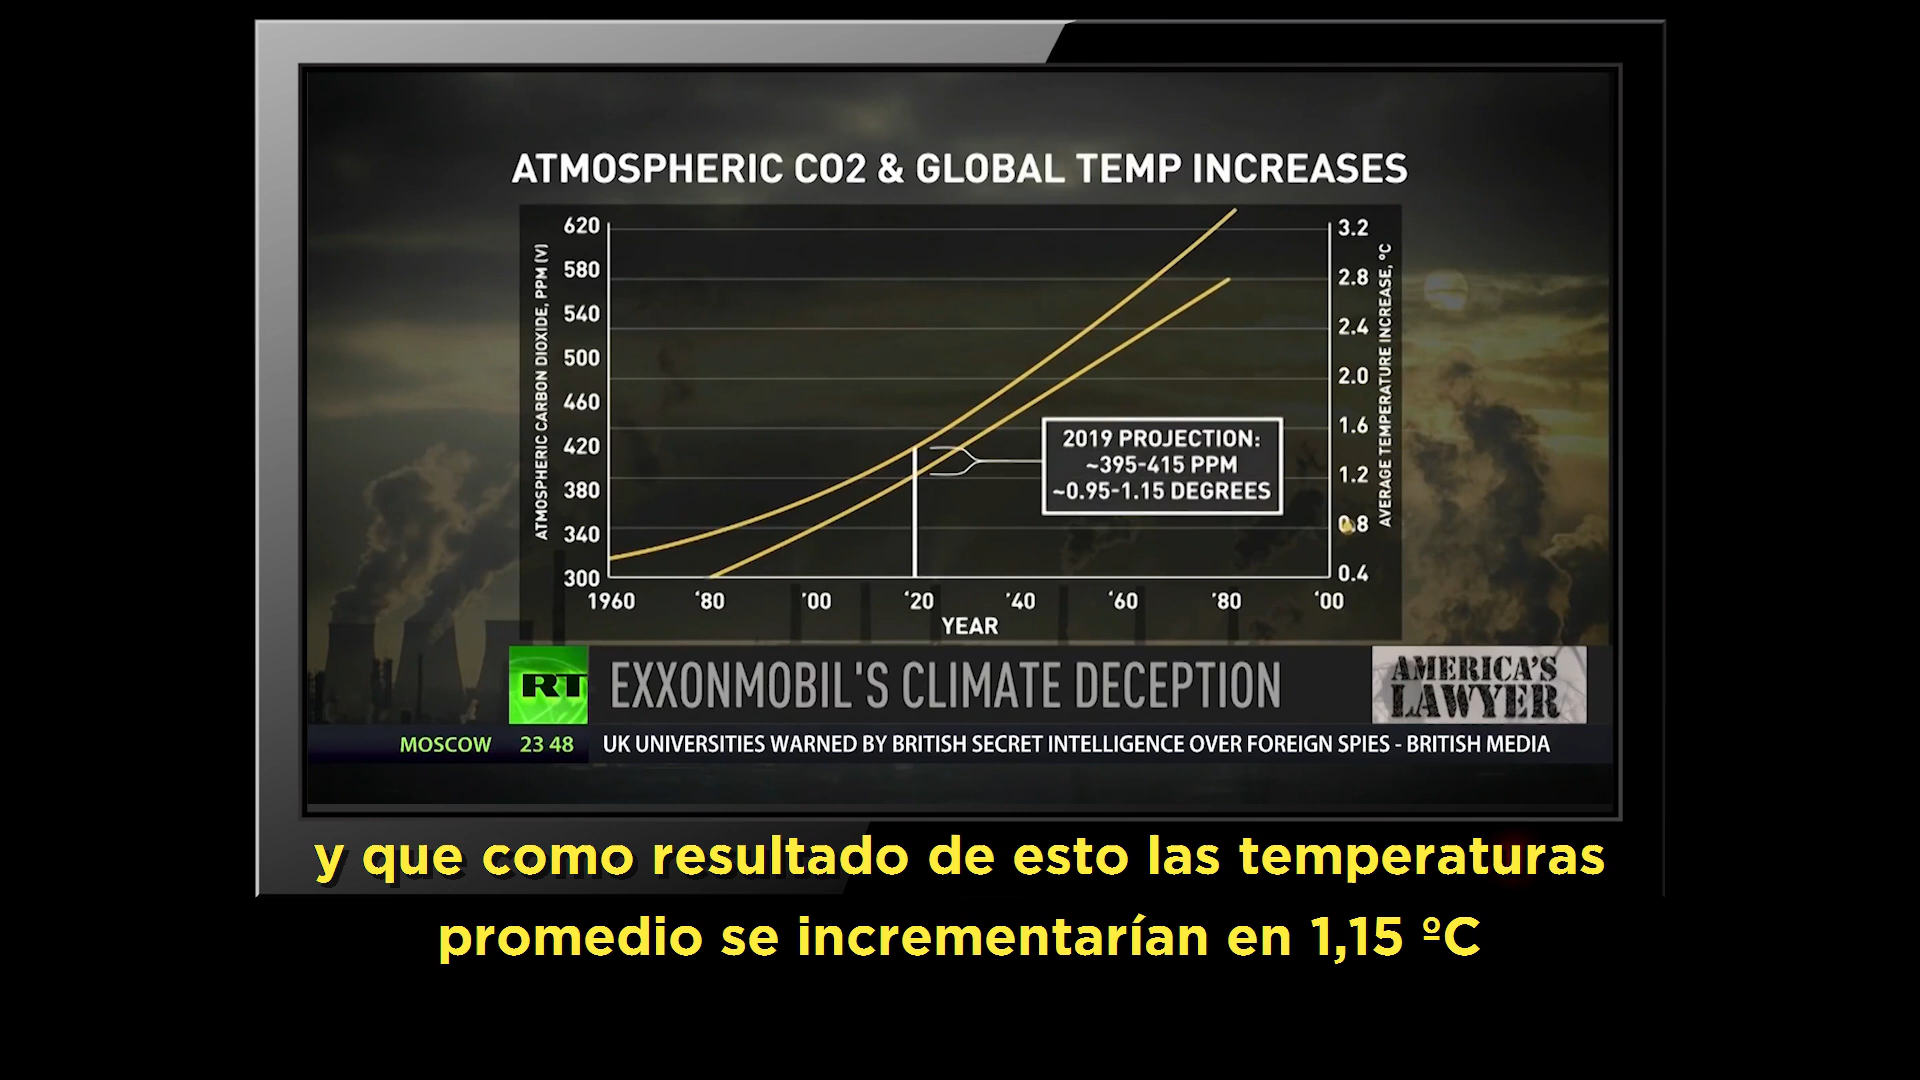 ATMOSPHERIC CO2 & GLOBAL TEMP INCREASES
ATMOSPHERIC CARBON DIOXIDE, PPM (V)
620
580
540
500
460
420
380
340
300
3.2
2.8
2.4
2.0
1.6
1.2
0.8
0.4
AVERAGE TEMPERATURE INCREASE, °C
2019 PROJECTION:
~395-415 PPM
~0.95-1.15 DEGREES
1960 '80 '00 '20 '40 '60 '80 '00
YEAR
RT EXXONMOBIL'S CLIMATE DECEPTION
AMERICA'S
LAWYER
MOSCOW 23 48 UK UNIVERSITIES WARNED BY BRITISH SECRET INTELLIGENCE OVER FOREIGN SPIES - BRITISH MEDIA
y que como resultado de esto las temperaturas
promedio se incrementarían en 1,15 ºC